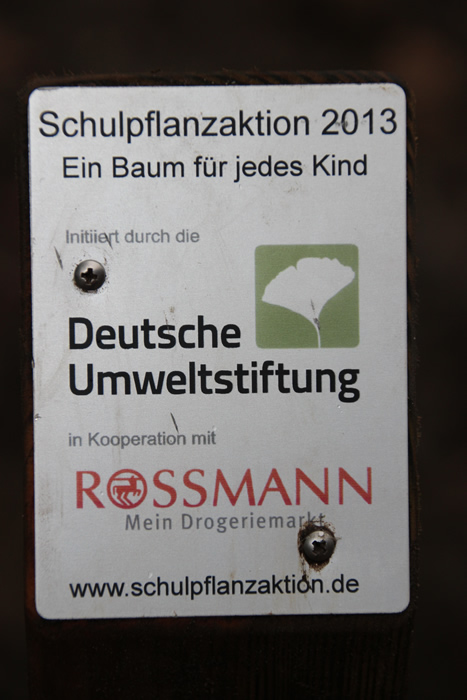 Schulpflanzaktion 2013
Ein Baum für jedes Kind
Initiiert durch die
Deutsche
Umweltstiftung
in Kooperation mit
ROSSMANN
Mein Drogeriemarkt
www.schulpflanzaktion.de